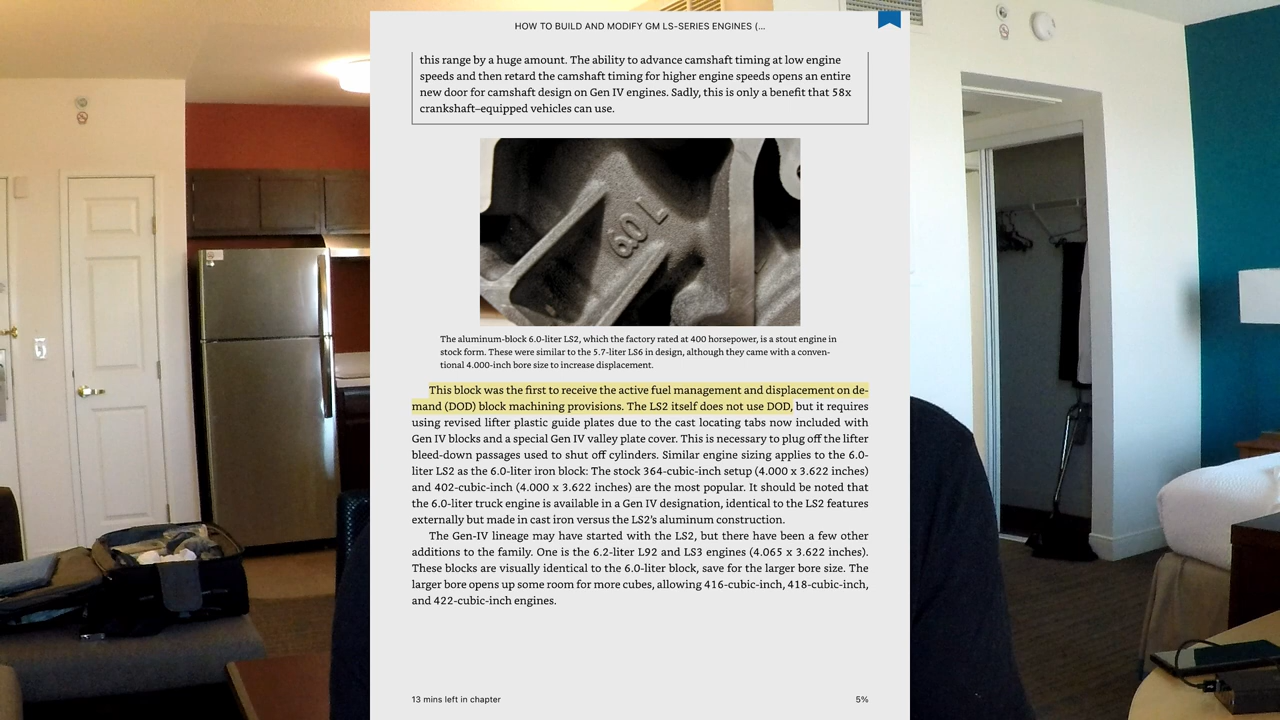 HOW TO BUILD AND MODIFY GM LS-SERIES ENGINES (...
this range by a huge amount. The ability to advance camshaft timing at low engine
speeds and then retard the camshaft timing for higher engine speeds opens an entire
new door for camshaft design on Gen IV engines. Sadly, this is only a benefit that 58x
crankshaft–equipped vehicles can use.
6.0 L
The aluminum-block 6.0-liter LS2, which the factory rated at 400 horsepower, is a stout engine in
stock form. These were similar to the 5.7-liter LS6 in design, although they came with a conven-
tional 4.000-inch bore size to increase displacement.
This block was the first to receive the active fuel management and displacement on de-
mand (DOD) block machining provisions. The LS2 itself does not use DOD, but it requires
using revised lifter plastic guide plates due to the cast locating tabs now included with
Gen IV blocks and a special Gen IV valley plate cover. This is necessary to plug off the lifter
bleed-down passages used to shut off cylinders. Similar engine sizing applies to the 6.0-
liter LS2 as the 6.0-liter iron block: The stock 364-cubic-inch setup (4.000 x 3.622 inches)
and 402-cubic-inch (4.000 x 3.622 inches) are the most popular. It should be noted that
the 6.0-liter truck engine is available in a Gen IV designation, identical to the LS2 features
externally but made in cast iron versus the LS2's aluminum construction.
The Gen-IV lineage may have started with the LS2, but there have been a few other
additions to the family. One is the 6.2-liter L92 and LS3 engines (4.065 x 3.622 inches).
These blocks are visually identical to the 6.0-liter block, save for the larger bore size. The
larger bore opens up some room for more cubes, allowing 416-cubic-inch, 418-cubic-inch,
and 422-cubic-inch engines.
13 mins left in chapter
5%